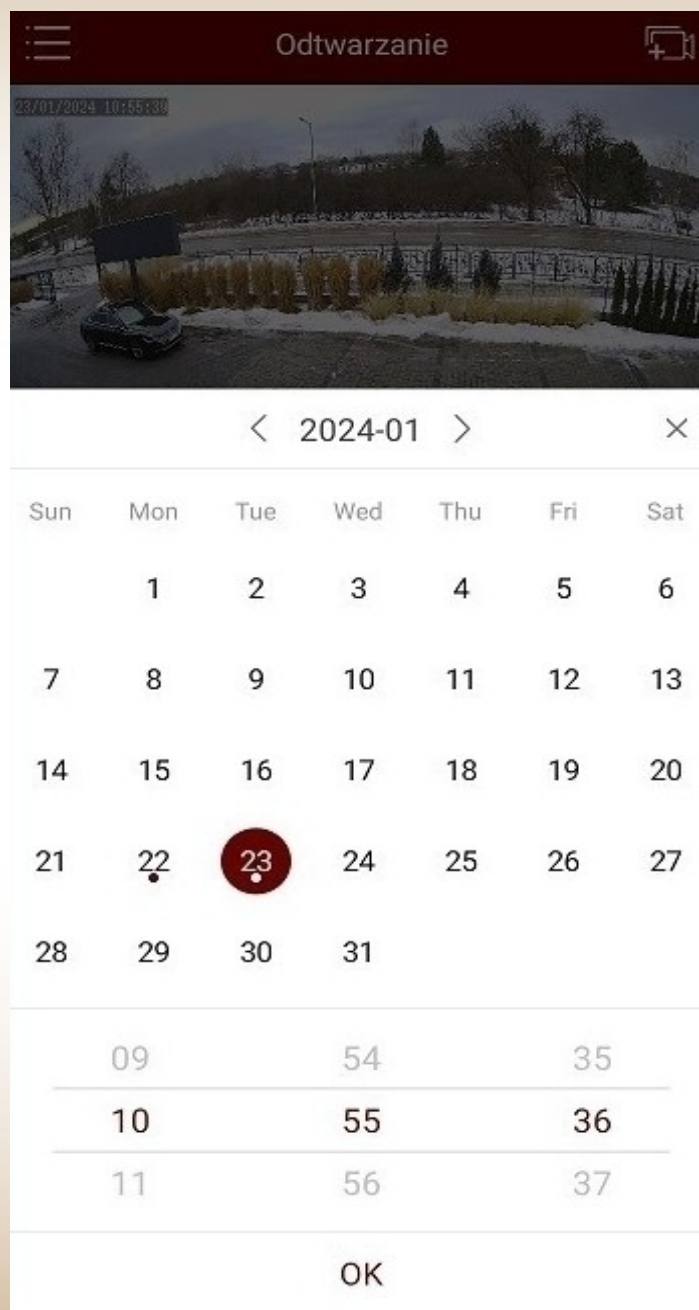 Odtwarzanie
23/01/2024 10:55:38
< 2024-01 > ×
Sun Mon Tue Wed Thu Fri Sat
1 2 3 4 5 6
7 8 9 10 11 12 13
14 15 16 17 18 19 20
21 22 23 24 25 26 27
28 29 30 31
09 54 35
10 55 36
11 56 37
OK